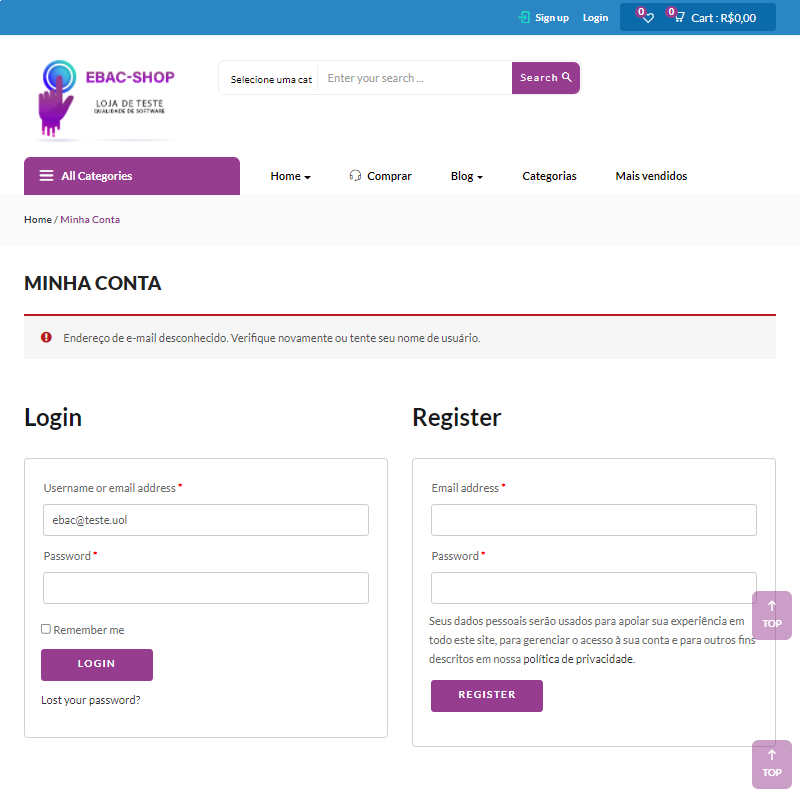 Sign up Login 0 0 Cart : R$0,00
EBAC-SHOP
LOJA DE TESTE
QUALIDADE DE SOFTWARE
Selecione uma cat Enter your search ... Search
All Categories Home Comprar Blog Categorias Mais vendidos
Home / Minha Conta
MINHA CONTA
Endereço de e-mail desconhecido. Verifique novamente ou tente seu nome de usuário.
Login
Username or email address *
ebac@teste.uol
Password *
Remember me
LOGIN
Lost your password?
Register
Email address *
Password *
Seus dados pessoais serão usados para apoiar sua experiência em
todo este site, para gerenciar o acesso à sua conta e para outros fins
descritos em nossa política de privacidade.
REGISTER
TOP
TOP